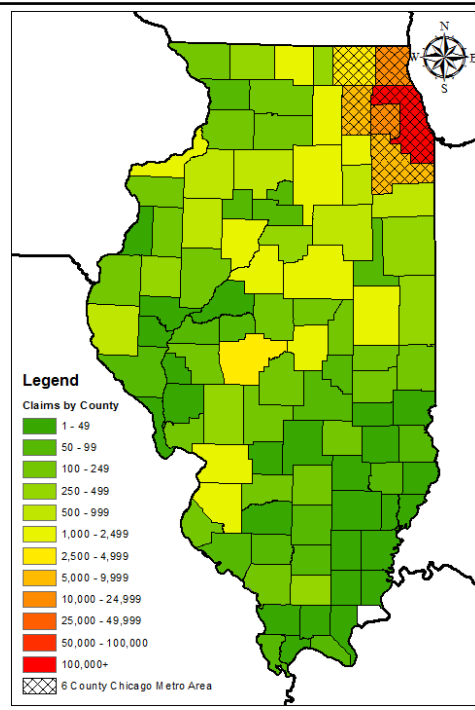 N
W E
S
Legend
Claims by County
1 - 49
50 - 99
100 - 249
250 - 499
500 - 999
1,000 - 2,499
2,500 - 4,999
5,000 - 9,999
10,000 - 24,999
25,000 - 49,999
50,000 - 100,000
100,000+
6 County Chicago Metro Area